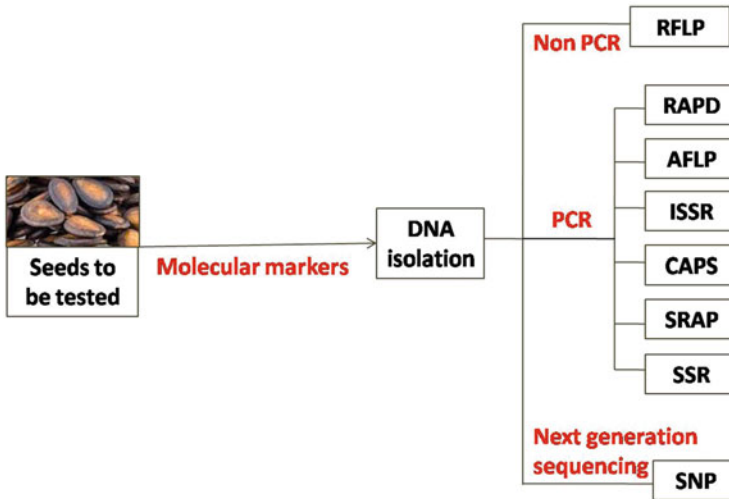 Non PCR
RFLP
RAPD
AFLP
ISSR
CAPS
SRAP
SSR
PCR
DNA
isolation
Molecular markers
Seeds to
be tested
Next generation
sequencing
SNP